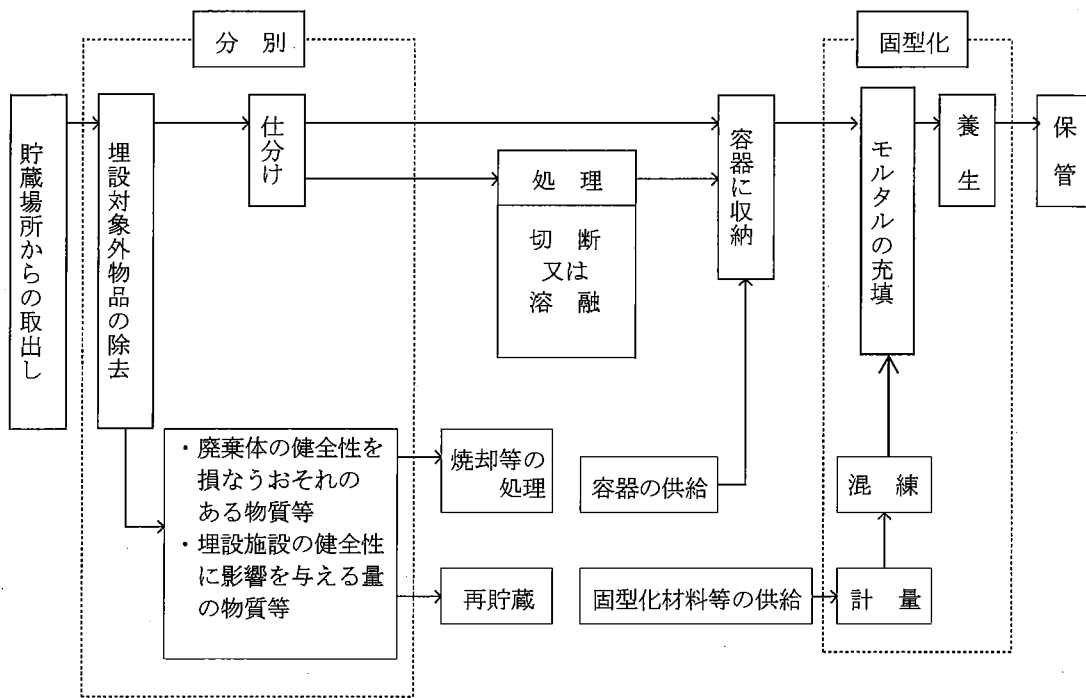 分 別
固型化
貯蔵場所からの取出し
埋設対象外物品の除去
仕分け
処 理
切 断
又は
溶 融
容器に収納
モルタルの充填
養生
保管
・廃棄体の健全性を
損なうおそれの
ある物質等
・埋設施設の健全性
に影響を与える量
の物質等
焼却等の
処理
再貯蔵
容器の供給
固型化材料等の供給
混 練
計 量